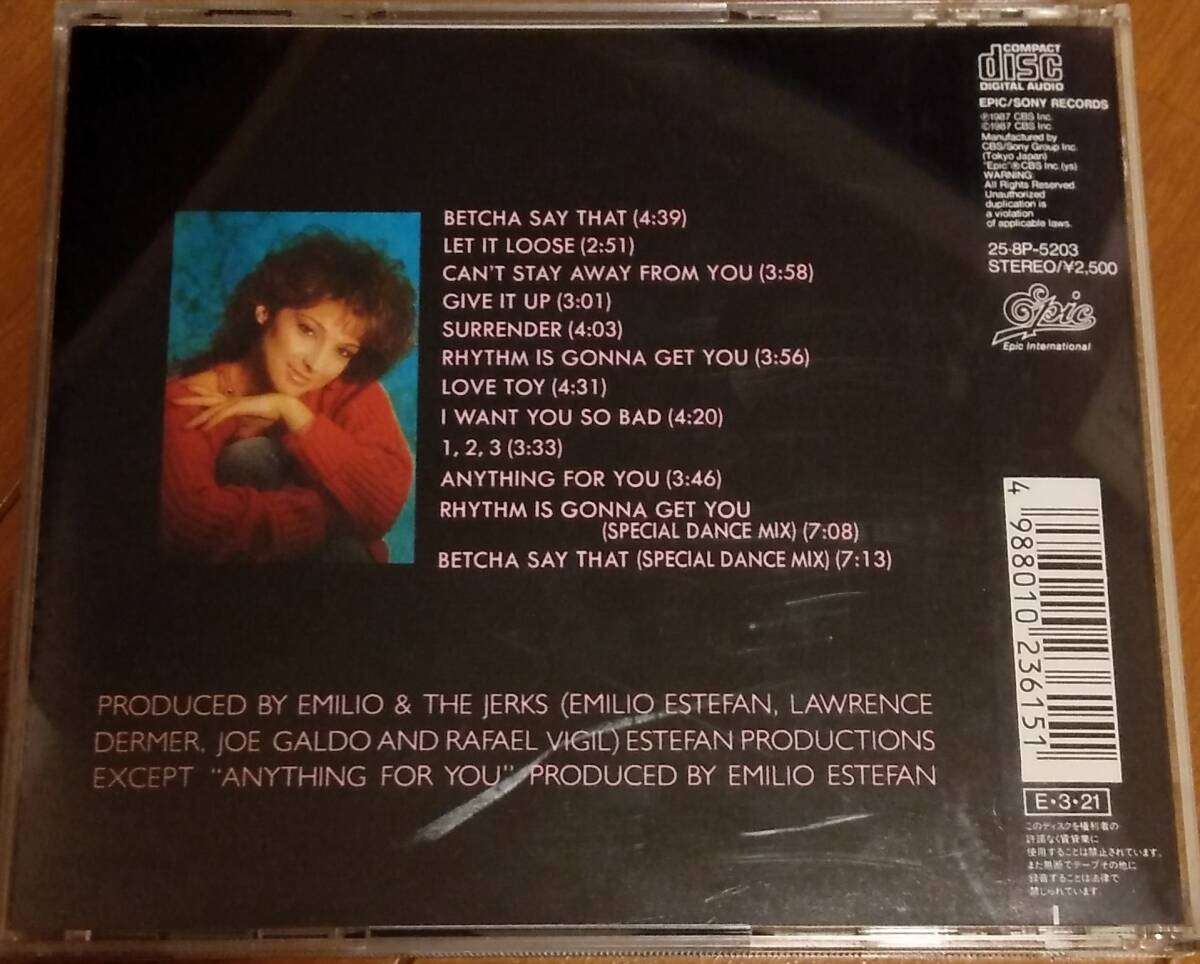 COMPACT
disc
DIGITAL AUDIO
EPIC/SONY RECORDS
℗1987 CBS Inc.
©1987 CBS Inc.
Manufactured by
CBS/Sony Group Inc.
(Tokyo Japan)
"Epic"®CBS Inc.(ys)
WARNING:
All Rights Reserved.
Unauthorized
duplication is
a violation
of applicable laws.
25·8P-5203
STEREO/¥2,500
Epic
Epic International
BETCHA SAY THAT (4:39)
LET IT LOOSE (2:51)
CAN'T STAY AWAY FROM YOU (3:58)
GIVE IT UP (3:01)
SURRENDER (4:03)
RHYTHM IS GONNA GET YOU (3:56)
LOVE TOY (4:31)
I WANT YOU SO BAD (4:20)
1, 2, 3 (3:33)
ANYTHING FOR YOU (3:46)
RHYTHM IS GONNA GET YOU
(SPECIAL DANCE MIX) (7:08)
BETCHA SAY THAT (SPECIAL DANCE MIX) (7:13)
PRODUCED BY EMILIO & THE JERKS (EMILIO ESTEFAN, LAWRENCE
DERMER, JOE GALDO AND RAFAEL VIGIL) ESTEFAN PRODUCTIONS
EXCEPT "ANYTHING FOR YOU" PRODUCED BY EMILIO ESTEFAN
4 988010 236151
E·3·21
このディスクを権利者の
許諾なく賃貸業に
使用することは禁止されています。
また無断でテープその他に
録音することは法律で
禁じられています。